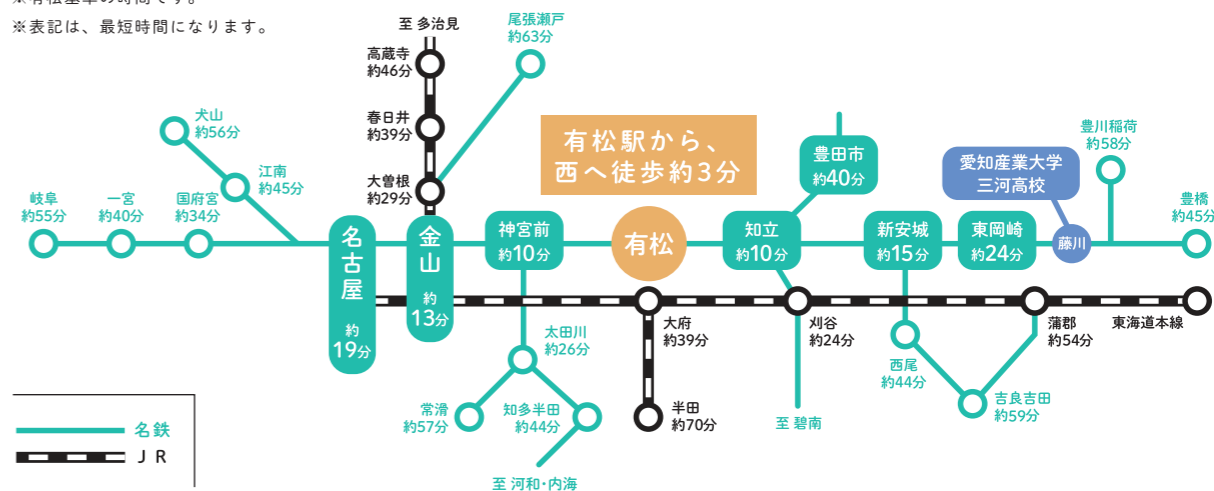 ※有松基準の時間です。
※表記は、最短時間になります。
至 多治見
尾張瀬戸
約63分
高蔵寺
約46分
春日井
約39分
大曽根
約29分
犬山
約56分
江南
約45分
岐阜
約55分
一宮
約40分
国府宮
約34分
名古屋
約
19分
金山
約
13分
神宮前
約10分
有松駅から、
西へ徒歩約3分
有松
知立
約10分
豊田市
約40分
新安城
約15分
東岡崎
約24分
愛知産業大学
三河高校
藤川
豊川稲荷
約58分
豊橋
約45分
太田川
約26分
常滑
約57分
知多半田
約44分
至 河和・内海
大府
約39分
半田
約70分
刈谷
約24分
至 碧南
西尾
約44分
吉良吉田
約59分
蒲郡
約54分
東海道本線
名鉄
JR